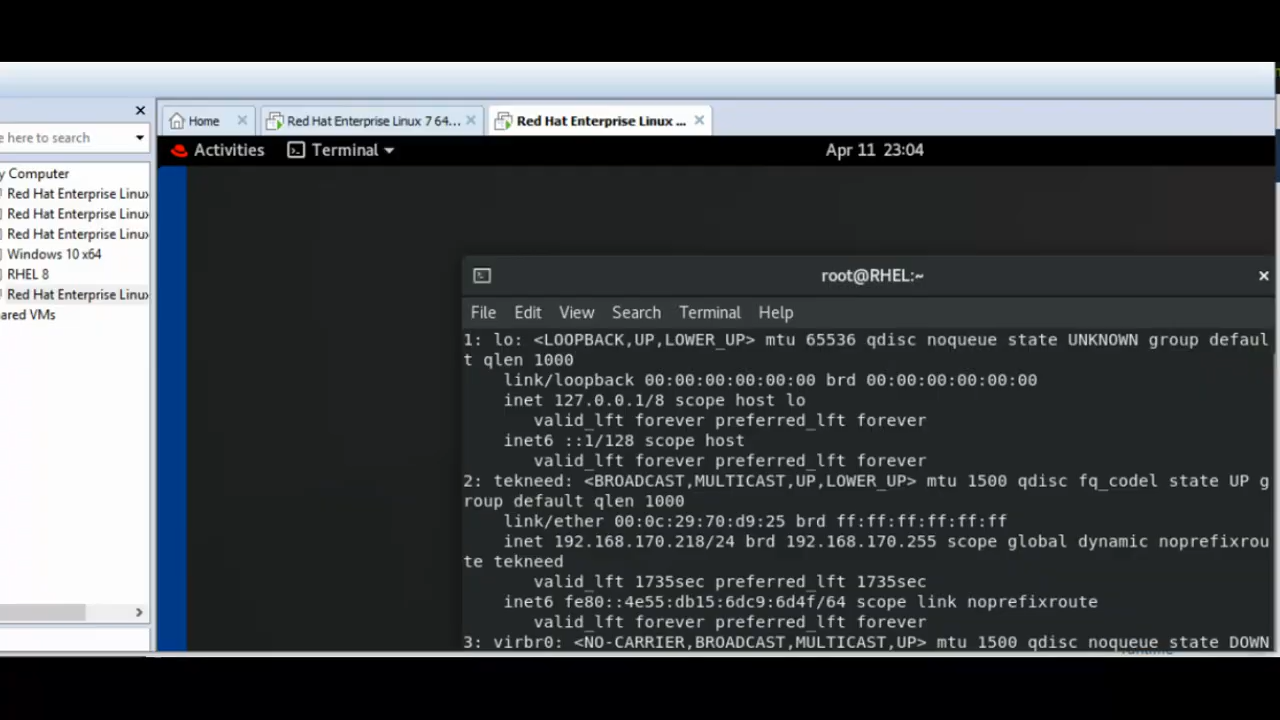 Home
Red Hat Enterprise Linux 7 64...
Red Hat Enterprise Linux ...
e here to search
Activities
Terminal
Apr 11 23:04
y Computer
Red Hat Enterprise Linux
Red Hat Enterprise Linux
Red Hat Enterprise Linux
Windows 10 x64
RHEL 8
Red Hat Enterprise Linux
ared VMs
root@RHEL:~
File Edit View Search Terminal Help
1: lo: <LOOPBACK,UP,LOWER_UP> mtu 65536 qdisc noqueue state UNKNOWN group defaul
t qlen 1000
link/loopback 00:00:00:00:00:00 brd 00:00:00:00:00:00
inet 127.0.0.1/8 scope host lo
valid_lft forever preferred_lft forever
inet6 ::1/128 scope host
valid_lft forever preferred_lft forever
2: tekneed: <BROADCAST,MULTICAST,UP,LOWER_UP> mtu 1500 qdisc fq_codel state UP g
roup default qlen 1000
link/ether 00:0c:29:70:d9:25 brd ff:ff:ff:ff:ff:ff
inet 192.168.170.218/24 brd 192.168.170.255 scope global dynamic noprefixrou
te tekneed
valid_lft 1735sec preferred_lft 1735sec
inet6 fe80::4e55:db15:6dc9:6d4f/64 scope link noprefixroute
valid_lft forever preferred_lft forever
3: virbr0: <NO-CARRIER,BROADCAST,MULTICAST,UP> mtu 1500 qdisc noqueue state DOWN